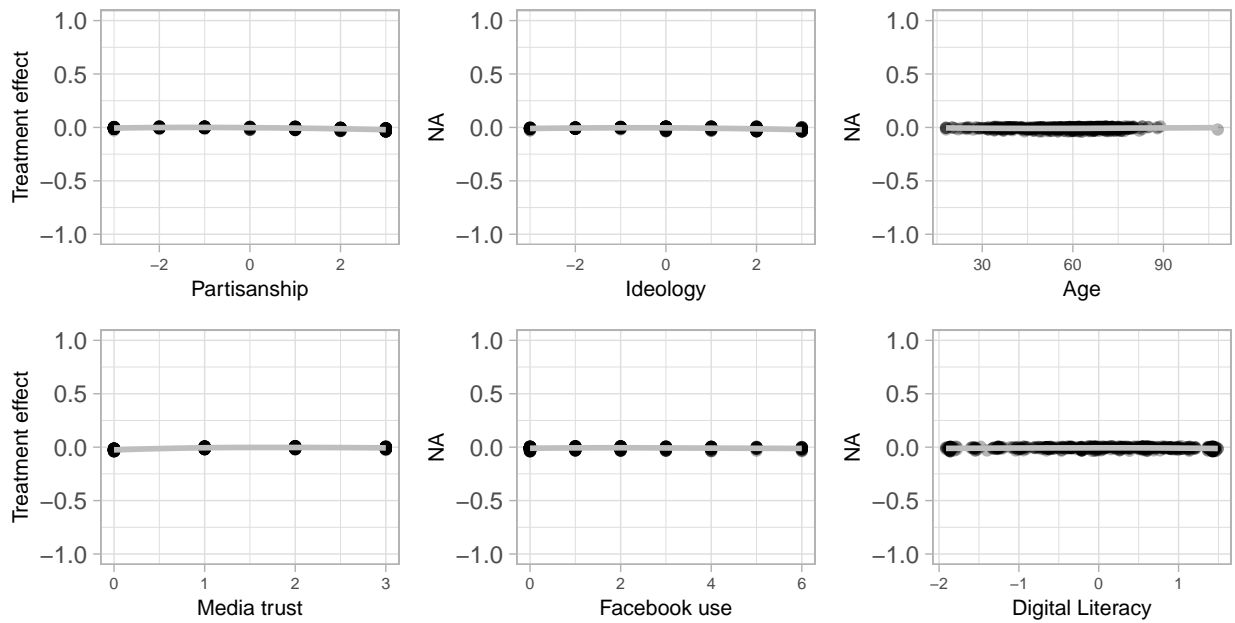 1.0 1.0 1.0
0.5 0.5 0.5
0.0 0.0 0.0
−0.5 −0.5 −0.5
−1.0 −1.0 −1.0
Treatment effect NA NA
−2 0 2 −2 0 2 30 60 90
Partisanship Ideology Age
1.0 1.0 1.0
0.5 0.5 0.5
0.0 0.0 0.0
−0.5 −0.5 −0.5
−1.0 −1.0 −1.0
Treatment effect NA NA
0 1 2 3 0 2 4 6 −2 −1 0 1
Media trust Facebook use Digital Literacy